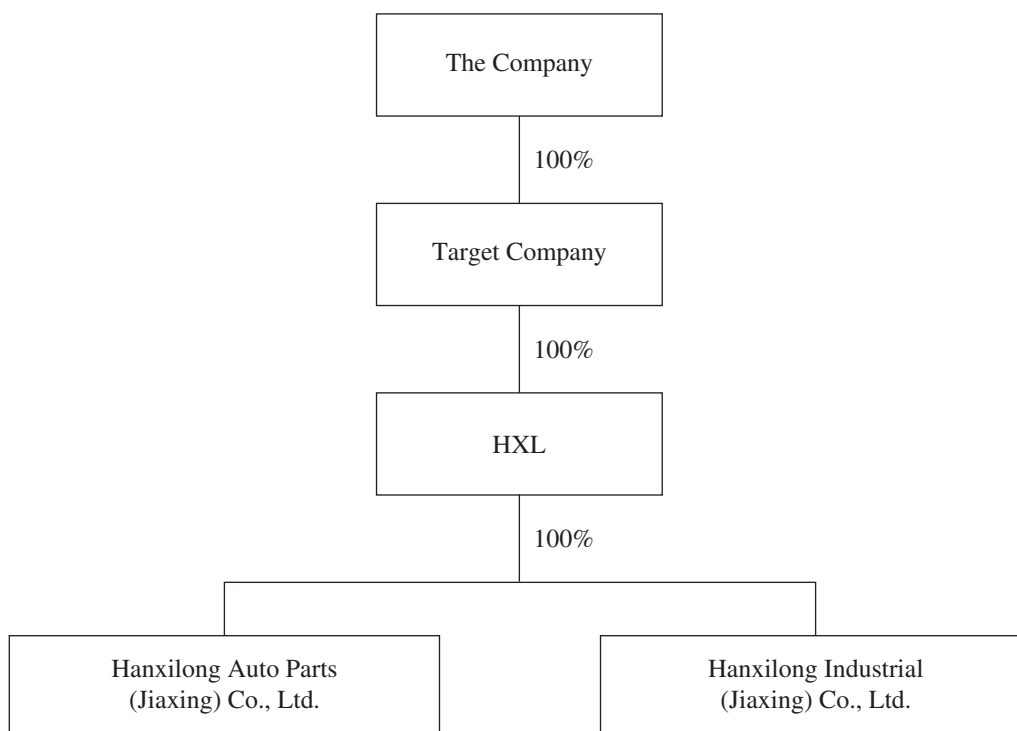 The Company
100%
Target Company
100%
HXL
100%
Hanxilong Auto Parts
(Jiaxing) Co., Ltd.
Hanxilong Industrial
(Jiaxing) Co., Ltd.